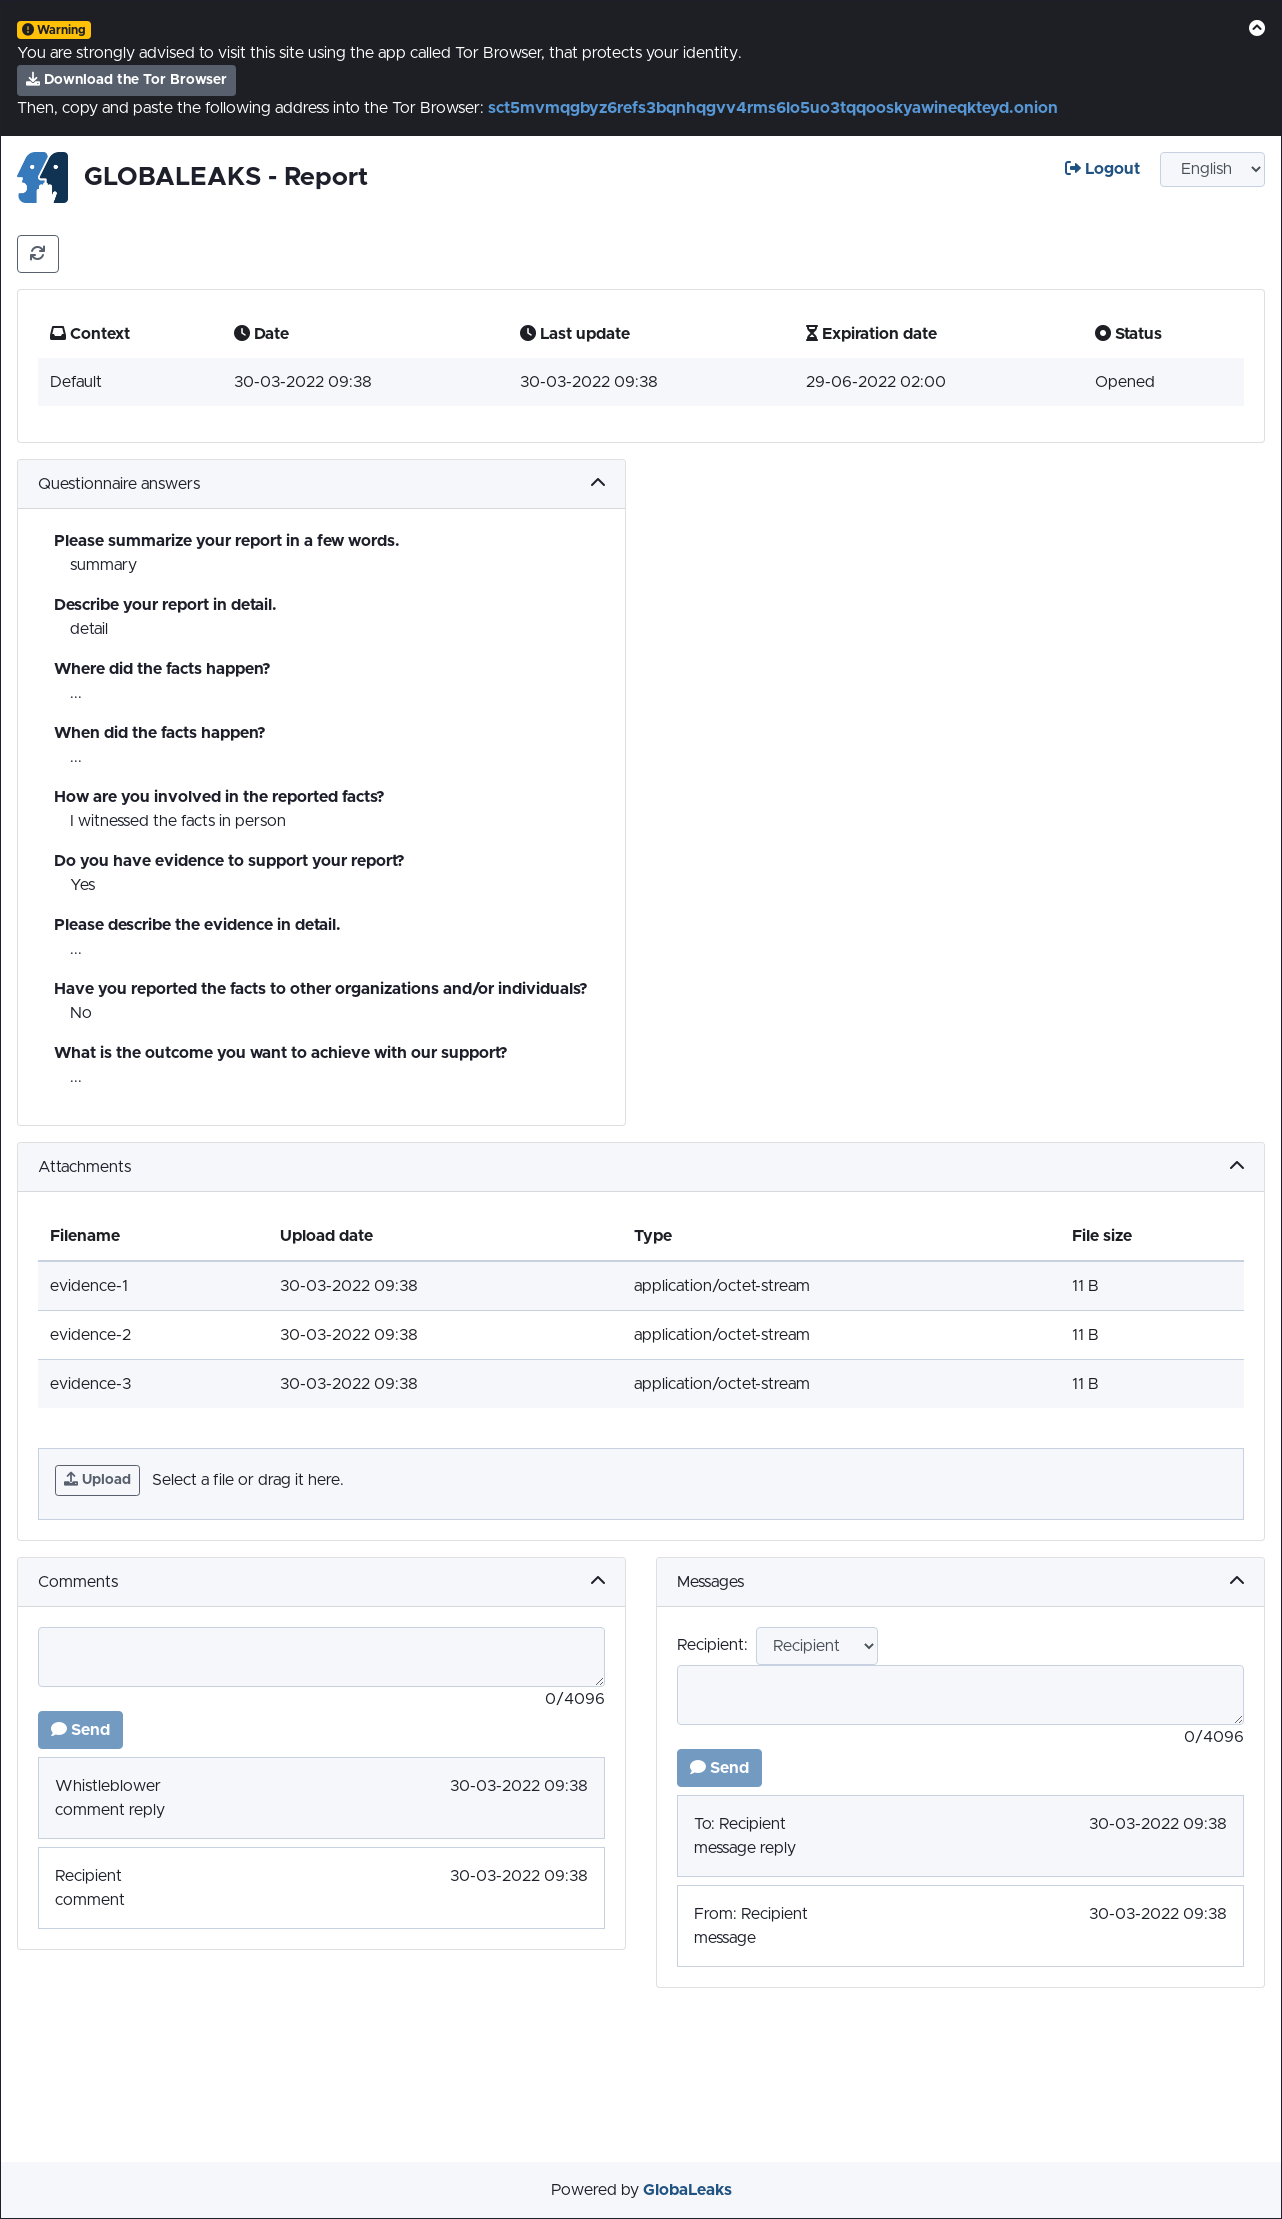 Warning
You are strongly advised to visit this site using the app called Tor Browser, that protects your identity.
Download the Tor Browser
Then, copy and paste the following address into the Tor Browser: sct5mvmqgbyz6refs3bqnhqgvv4rms6lo5uo3tqqooskyawineqkteyd.onion
GLOBALEAKS - Report
Logout
English
Context Date Last update Expiration date Status
Default 30-03-2022 09:38 30-03-2022 09:38 29-06-2022 02:00 Opened
Questionnaire answers
Please summarize your report in a few words.
summary
Describe your report in detail.
detail
Where did the facts happen?
...
When did the facts happen?
...
How are you involved in the reported facts?
I witnessed the facts in person
Do you have evidence to support your report?
Yes
Please describe the evidence in detail.
...
Have you reported the facts to other organizations and/or individuals?
No
What is the outcome you want to achieve with our support?
...
Attachments
Filename Upload date Type File size
evidence-1 30-03-2022 09:38 application/octet-stream 11 B
evidence-2 30-03-2022 09:38 application/octet-stream 11 B
evidence-3 30-03-2022 09:38 application/octet-stream 11 B
Upload Select a file or drag it here.
Comments
0/4096
Send
Whistleblower 30-03-2022 09:38
comment reply
Recipient 30-03-2022 09:38
comment
Messages
Recipient: Recipient
0/4096
Send
To: Recipient 30-03-2022 09:38
message reply
From: Recipient 30-03-2022 09:38
message
Powered by GlobaLeaks